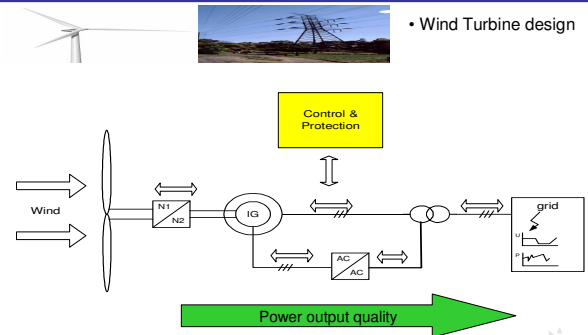 • Wind Turbine design
Control &
Protection
Wind
N1
N2
IG
AC
AC
grid
U
P
Power output quality